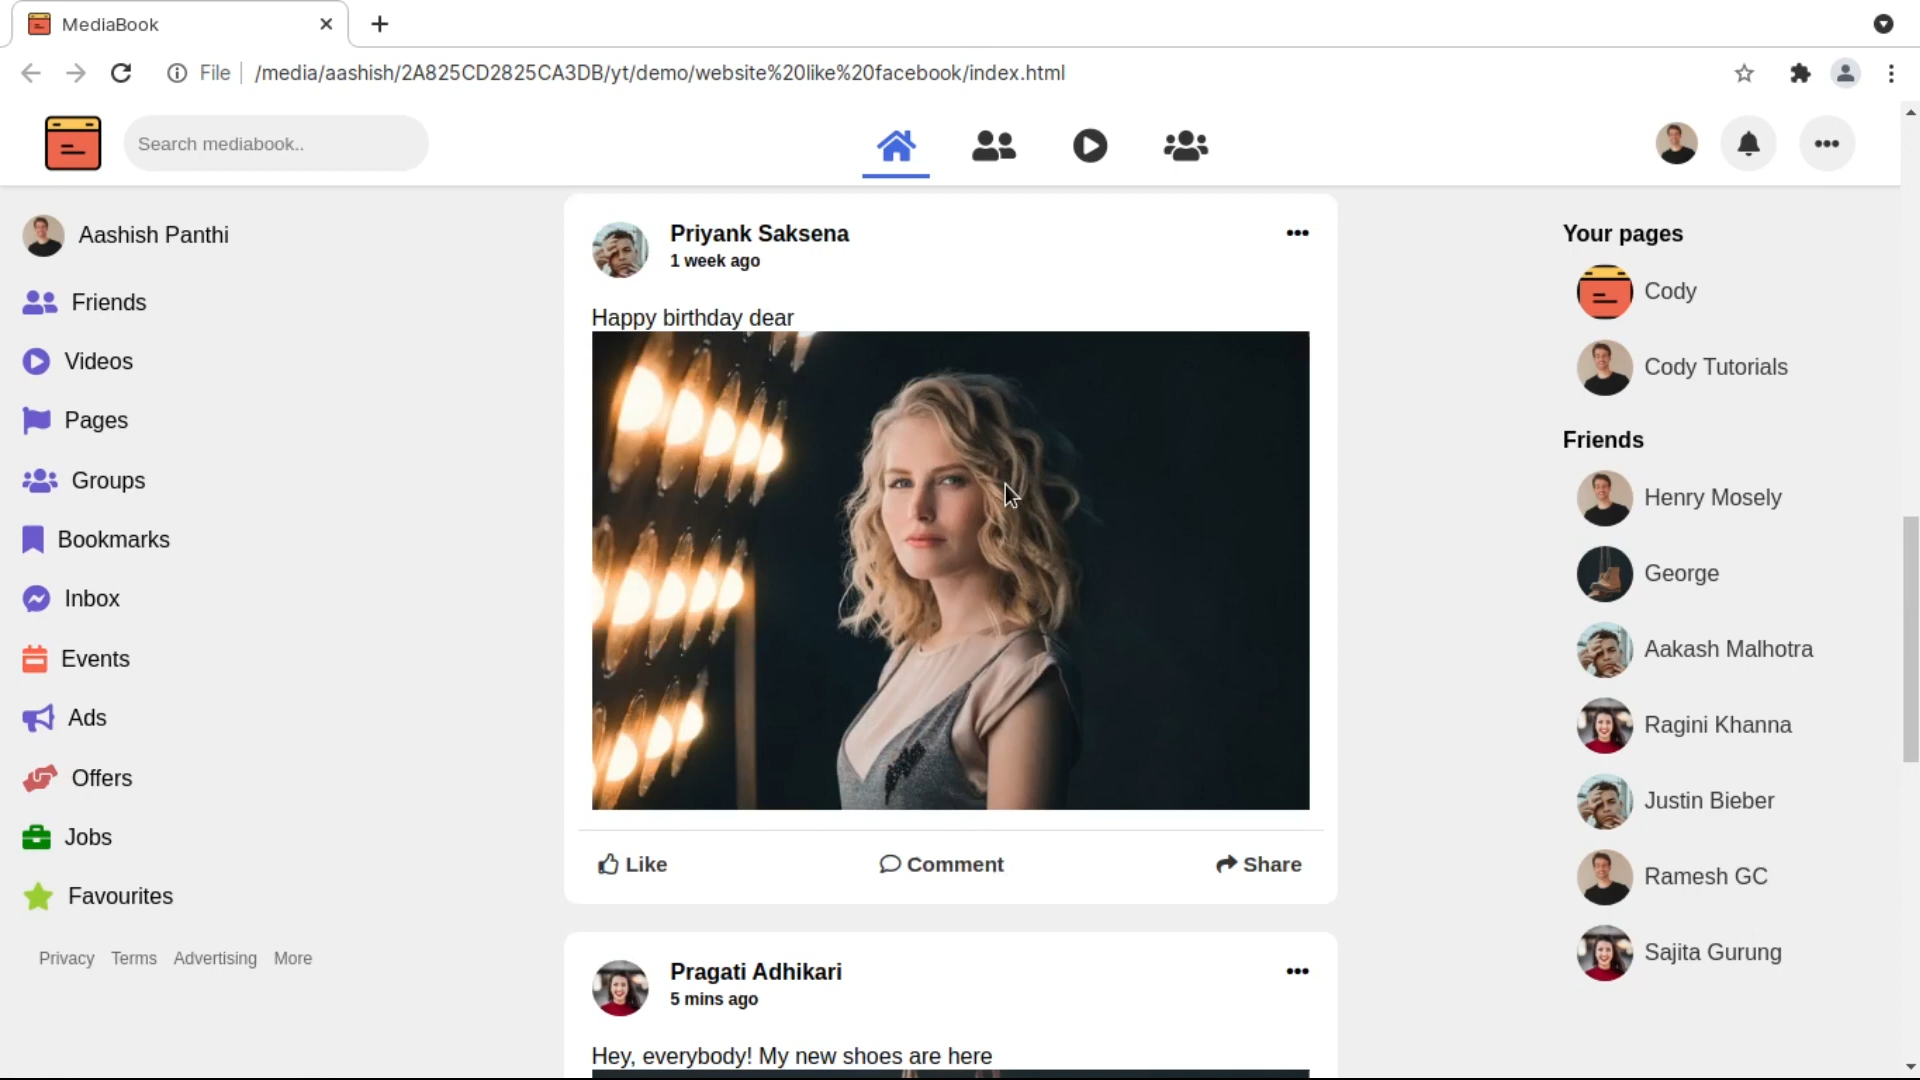 MediaBook
File
/media/aashish/2A825CD2825CA3DB/yt/demo/website%20like%20facebook/index.html
Search mediabook..
Aashish Panthi
Friends
Videos
Pages
Groups
Bookmarks
Inbox
Events
Ads
Offers
Jobs
Favourites
Privacy Terms Advertising More
Priyank Saksena
1 week ago
Happy birthday dear
Like Comment Share
Pragati Adhikari
5 mins ago
Hey, everybody! My new shoes are here
Your pages
Cody
Cody Tutorials
Friends
Henry Mosely
George
Aakash Malhotra
Ragini Khanna
Justin Bieber
Ramesh GC
Sajita Gurung